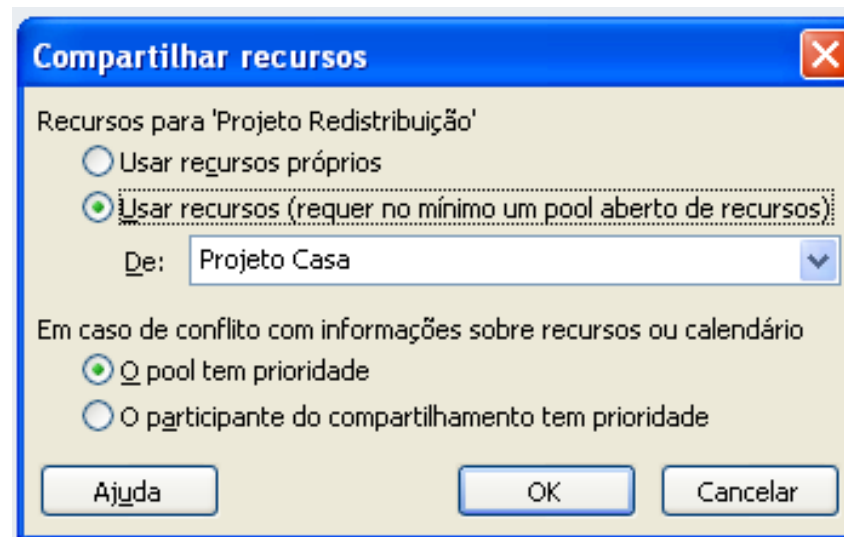 Compartilhar recursos
Recursos para 'Projeto Redistribuição'
Usar recursos próprios
Usar recursos (requer no mínimo um pool aberto de recursos)
De: Projeto Casa
Em caso de conflito com informações sobre recursos ou calendário
O pool tem prioridade
O participante do compartilhamento tem prioridade
Ajuda OK Cancelar